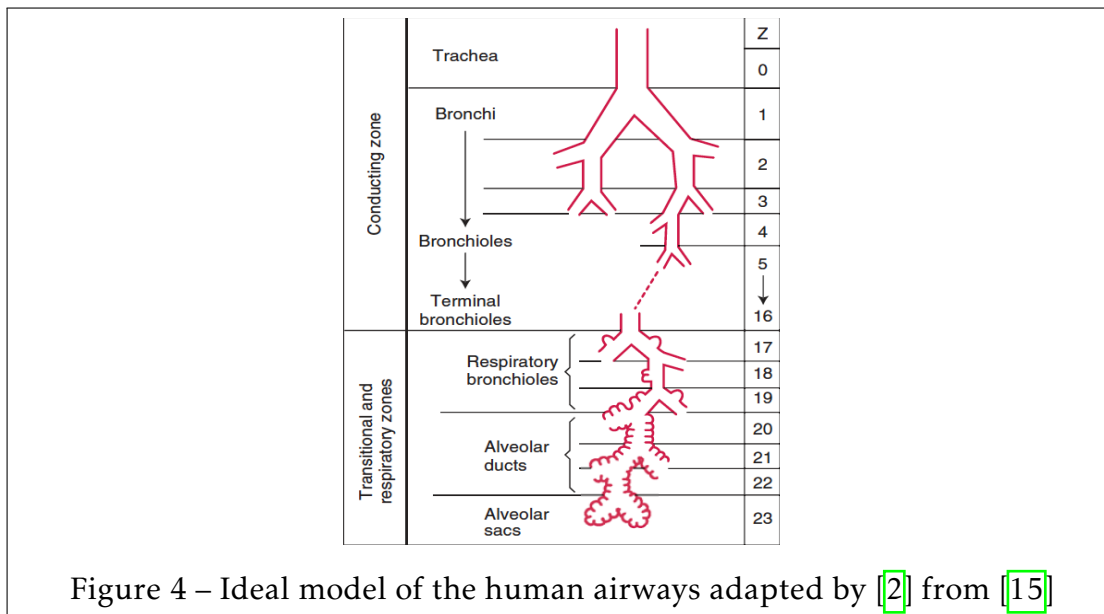 Z
Trachea
0
Bronchi
1
2
3
4
Bronchioles
5
Terminal
bronchioles
16
Conducting zone
Respiratory
bronchioles
17
18
19
Alveolar
ducts
20
21
22
Alveolar
sacs
23
Transitional and
respiratory zones
Figure 4 – Ideal model of the human airways adapted by [2] from [15]